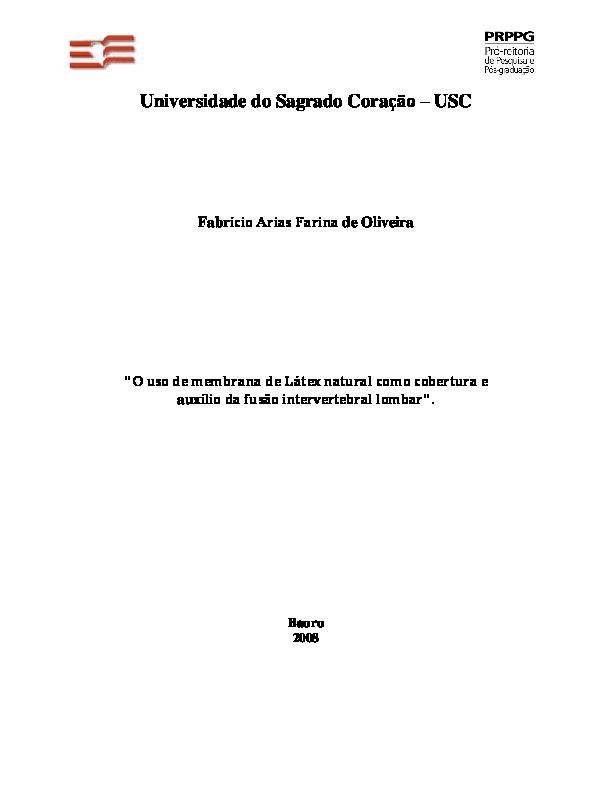 PRPPG
Pró-reitoria
de Pesquisa e
Pós-graduação
Universidade do Sagrado Coração – USC
Fabrício Arias Farina de Oliveira
"O uso de membrana de Látex natural como cobertura e
auxílio da fusão intervertebral lombar".
Bauru
2008